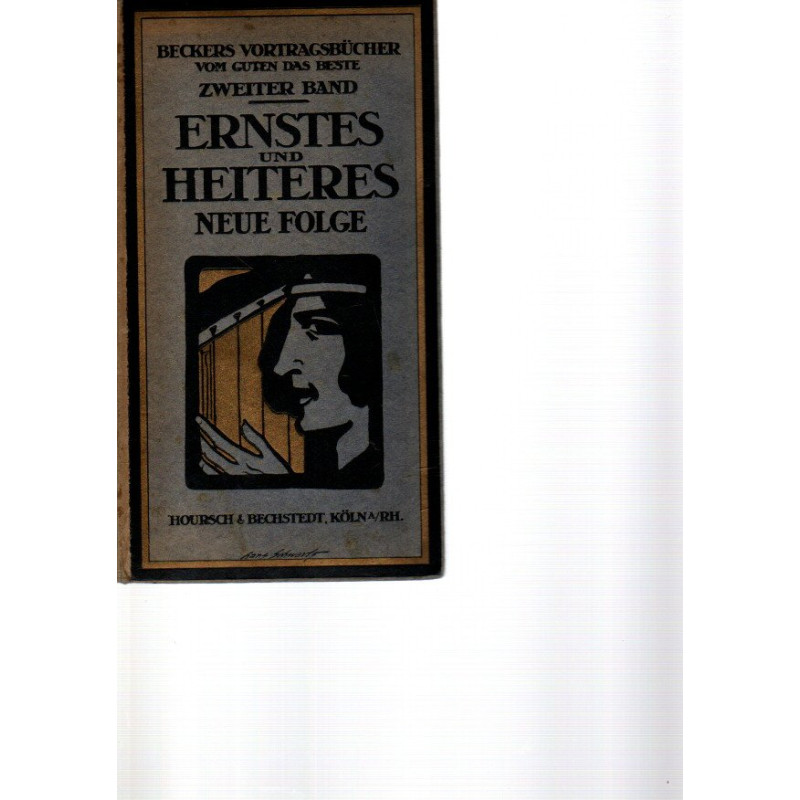 BECKERS VORTRAGSBÜCHER
VOM GUTEN DAS BESTE
ZWEITER BAND
ERNSTES
UND
HEITERES
NEUE FOLGE
HOURSCH & BECHSTEDT, KÖLN A/RH.